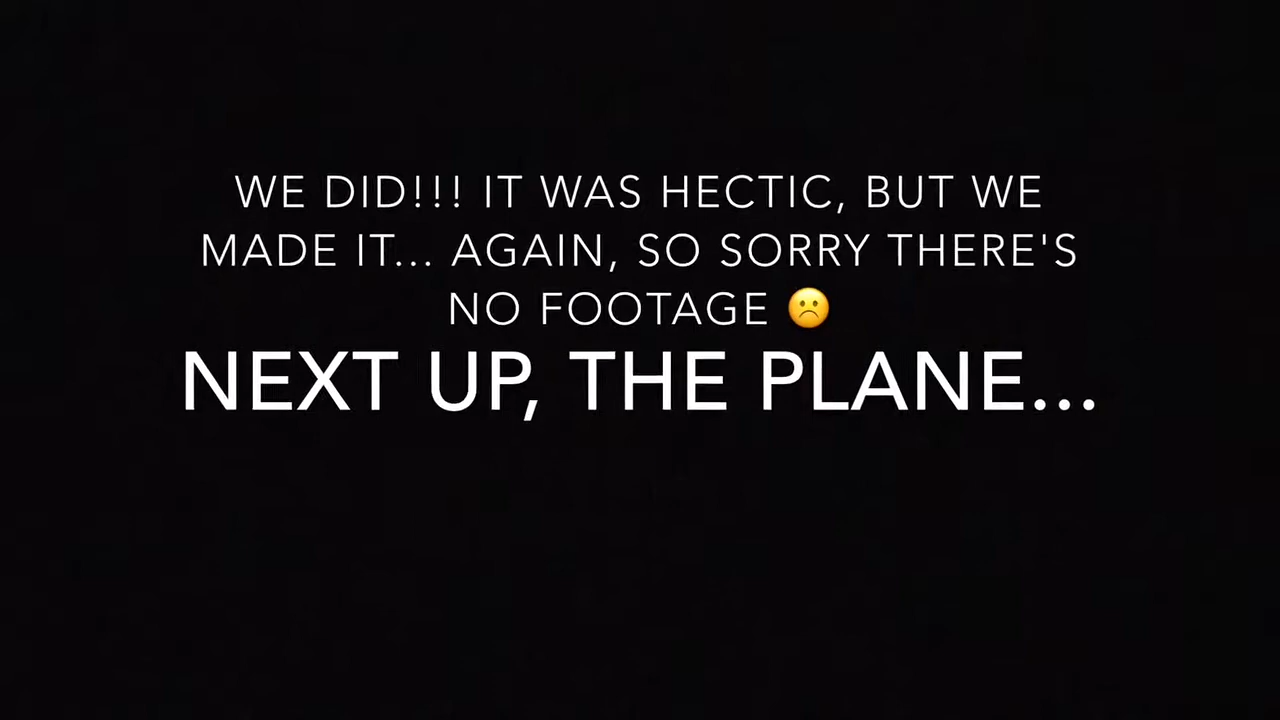 WE DID!!! IT WAS HECTIC, BUT WE
MADE IT... AGAIN, SO SORRY THERE'S
NO FOOTAGE ☹️
NEXT UP, THE PLANE...